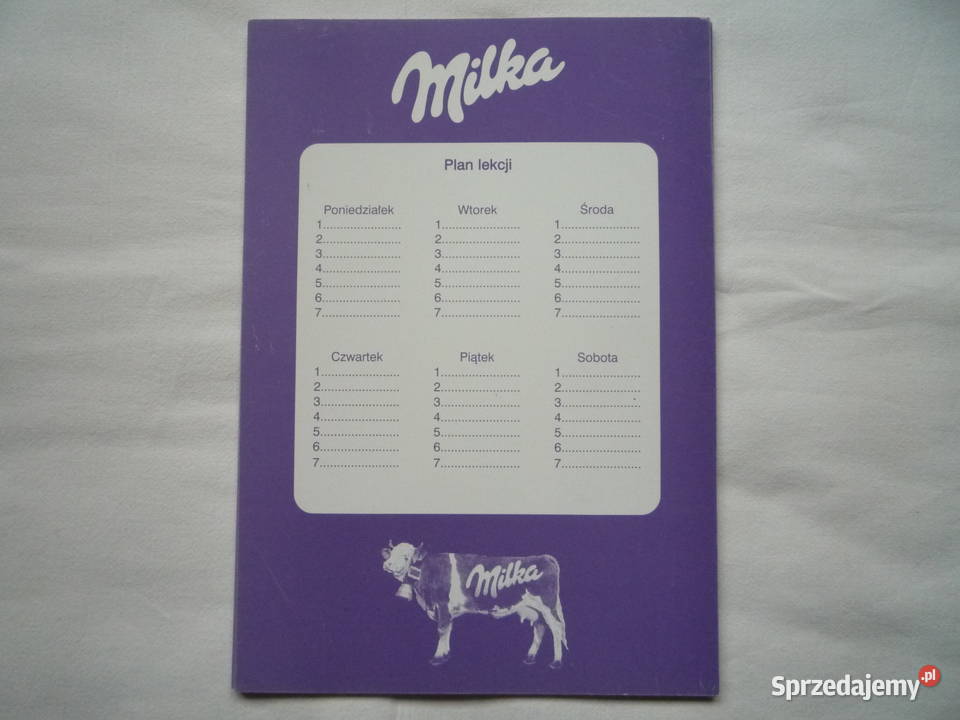 Milka
Plan lekcji
Poniedziałek Wtorek Środa
1....................... 1....................... 1.......................
2....................... 2....................... 2.......................
3....................... 3....................... 3.......................
4....................... 4....................... 4.......................
5....................... 5....................... 5.......................
6....................... 6....................... 6.......................
7....................... 7....................... 7.......................
Czwartek Piątek Sobota
1....................... 1....................... 1.......................
2....................... 2....................... 2.......................
3....................... 3....................... 3.......................
4....................... 4....................... 4.......................
5....................... 5....................... 5.......................
6....................... 6....................... 6.......................
7....................... 7....................... 7.......................
Milka
Sprzedajemy.pl